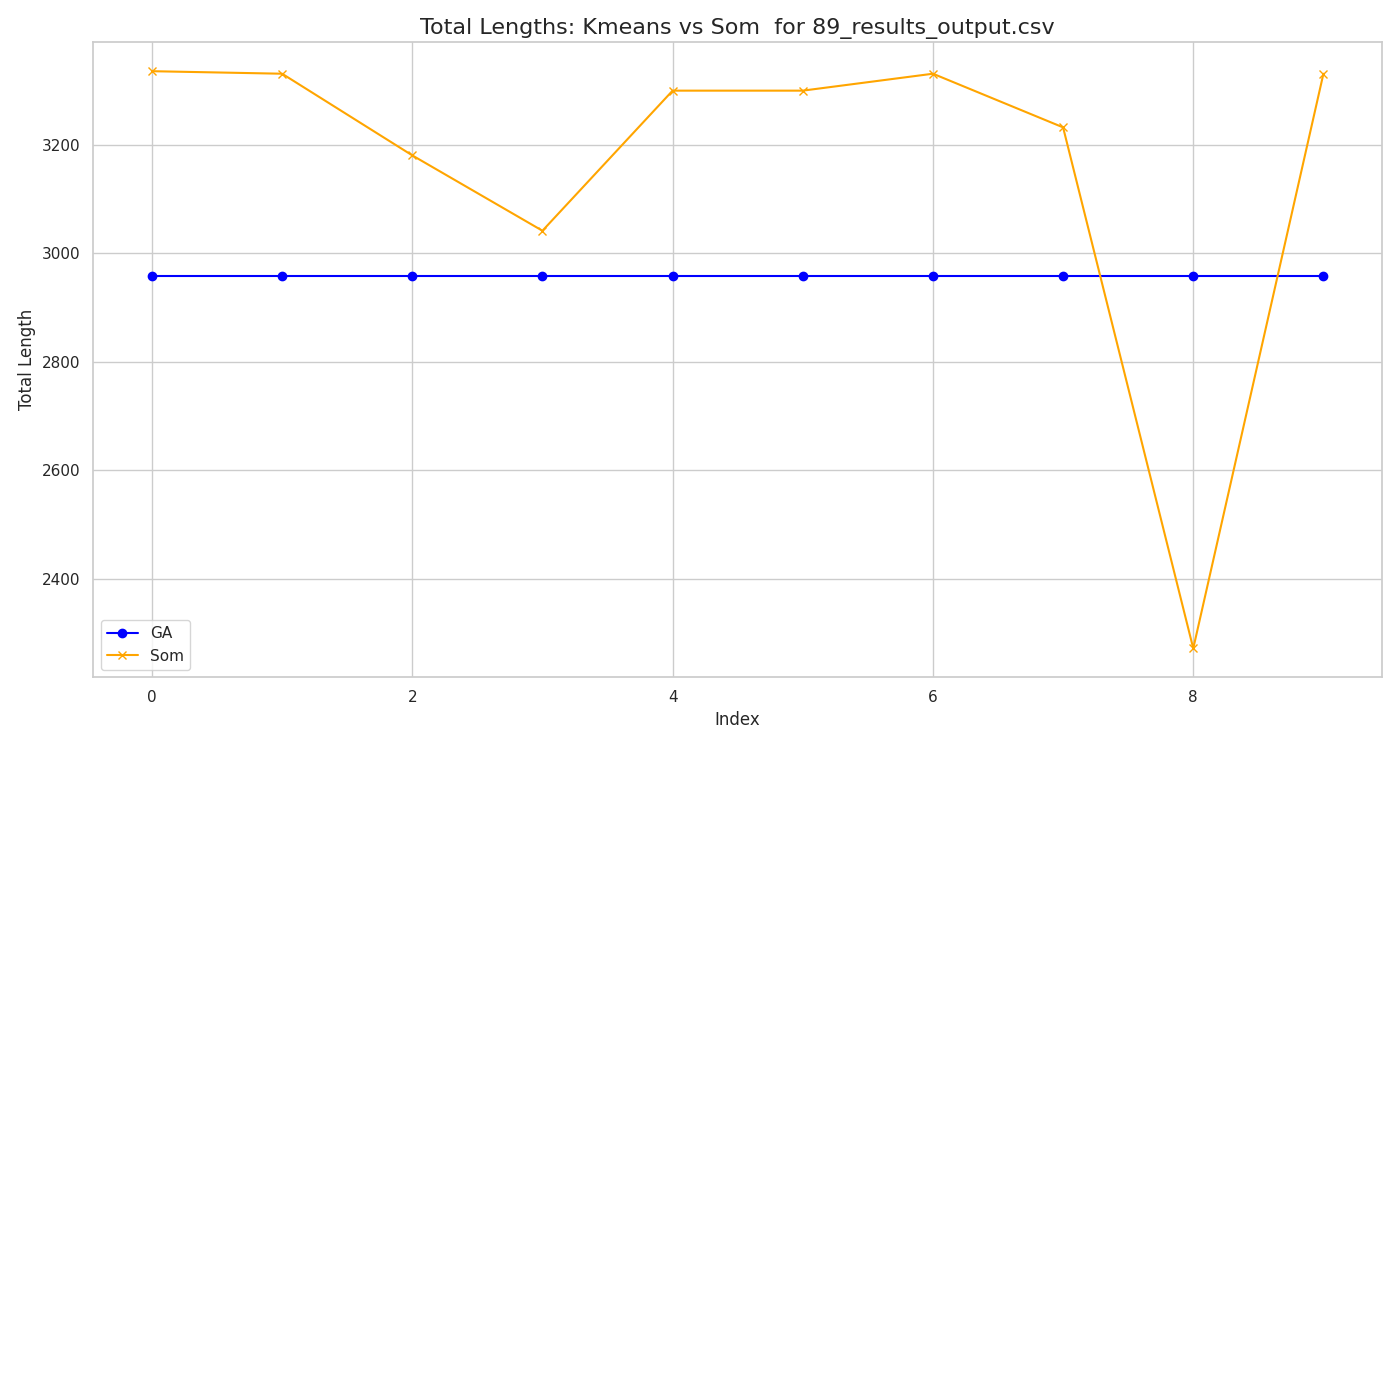 Total Lengths: Kmeans vs Som  for 89_results_output.csv
Total Length
3200
3000
2800
2600
2400
GA
Som
0 2 4 6 8
Index